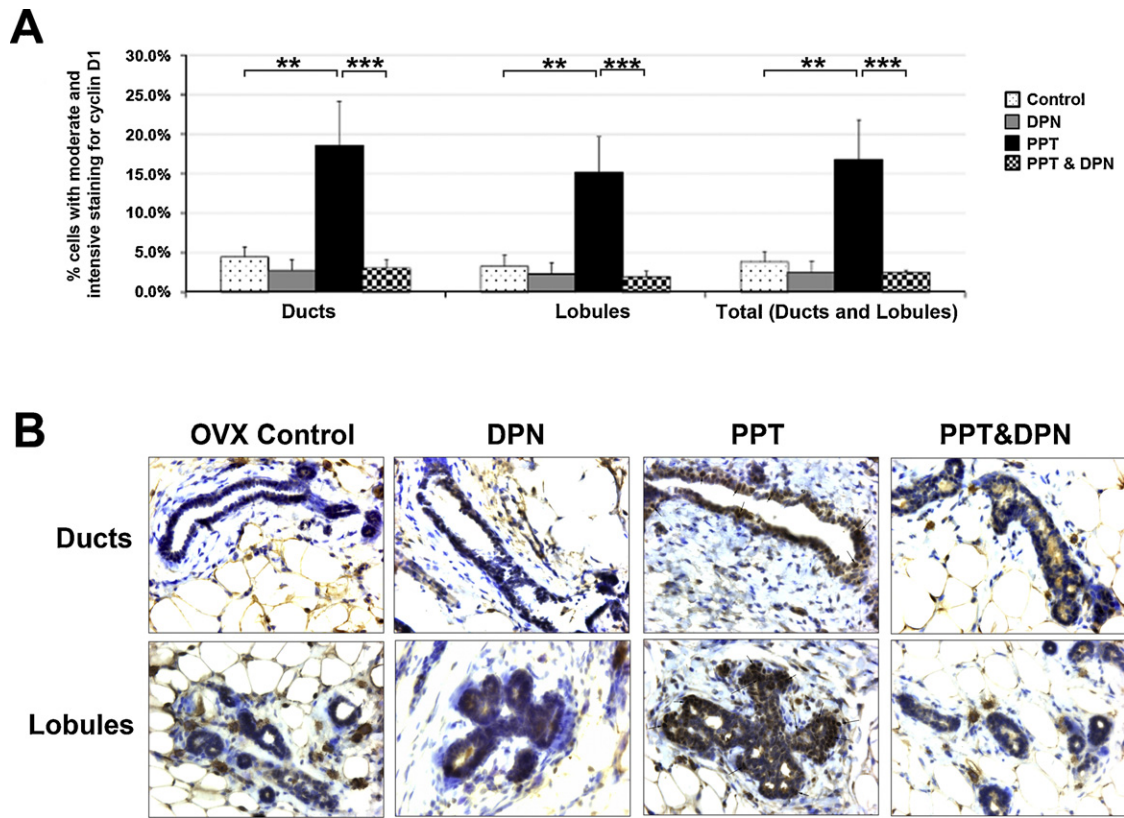 A
% cells with moderate and
intensive staining for cyclin D1
30.0%
25.0%
20.0%
15.0%
10.0%
5.0%
0.0%
** ***
** ***
** ***
Ducts
Lobules
Total (Ducts and Lobules)
Control
DPN
PPT
PPT & DPN
B
OVX Control
DPN
PPT
PPT&DPN
Ducts
Lobules